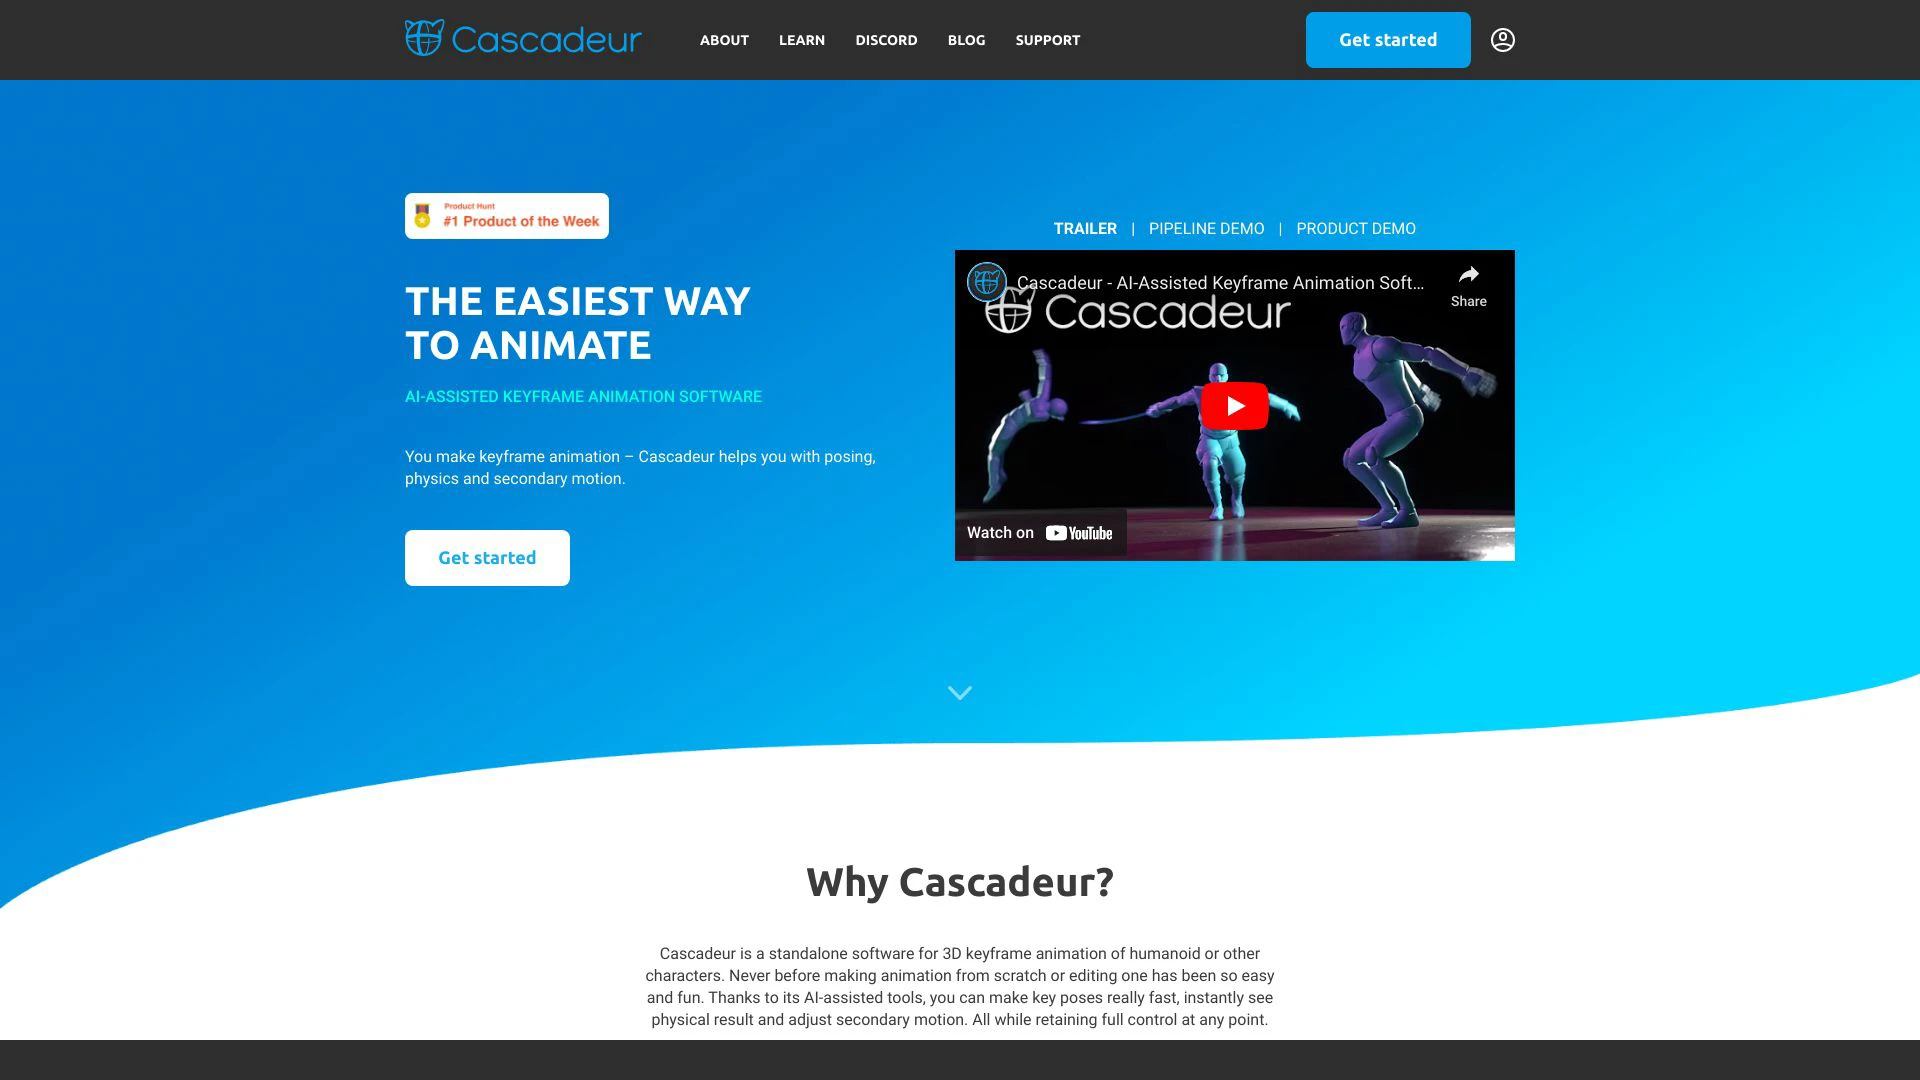 Cascadeur
ABOUT
LEARN
DISCORD
BLOG
SUPPORT
Get started
Product Hunt
#1 Product of the Week
THE EASIEST WAY
TO ANIMATE
AI-ASSISTED KEYFRAME ANIMATION SOFTWARE
You make keyframe animation – Cascadeur helps you with posing,
physics and secondary motion.
Get started
TRAILER | PIPELINE DEMO | PRODUCT DEMO
Cascadeur - AI-Assisted Keyframe Animation Soft...
Share
Cascadeur
Watch on YouTube
Why Cascadeur?
Cascadeur is a standalone software for 3D keyframe animation of humanoid or other
characters. Never before making animation from scratch or editing one has been so easy
and fun. Thanks to its AI-assisted tools, you can make key poses really fast, instantly see
physical result and adjust secondary motion. All while retaining full control at any point.